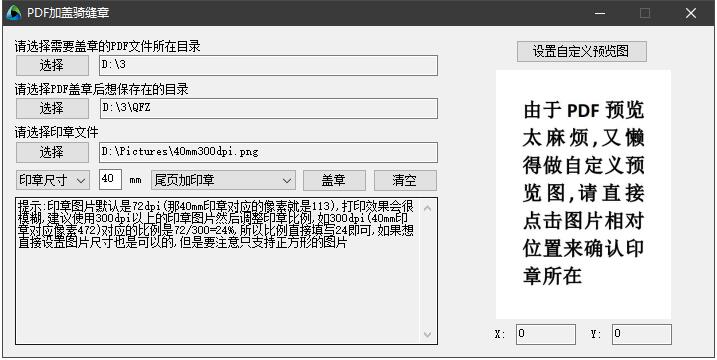 PDF加盖骑缝章
请选择需要盖章的PDF文件所在目录
选择
D:\3
请选择PDF盖章后想保存在的目录
选择
D:\3\QFZ
请选择印章文件
选择
D:\Pictures\40mm300dpi.png
印章尺寸
40
mm
尾页加印章
盖章
清空
提示:印章图片默认是72dpi(那40mm印章对应的像素就是113),打印效果会很
模糊,建议使用300dpi以上的印章图片然后调整印章比例,如300dpi(40mm印
章对应像素472)对应的比例是72/300=24%,所以比例直接填写24即可,如果想
直接设置图片尺寸也是可以的,但是要注意只支持正方形的图片
设置自定义预览图
由于 PDF 预览
太麻烦,又懒
得做自定义预
览图,请直接
点击图片相对
位置来确认印
章所在
X:
0
Y:
0